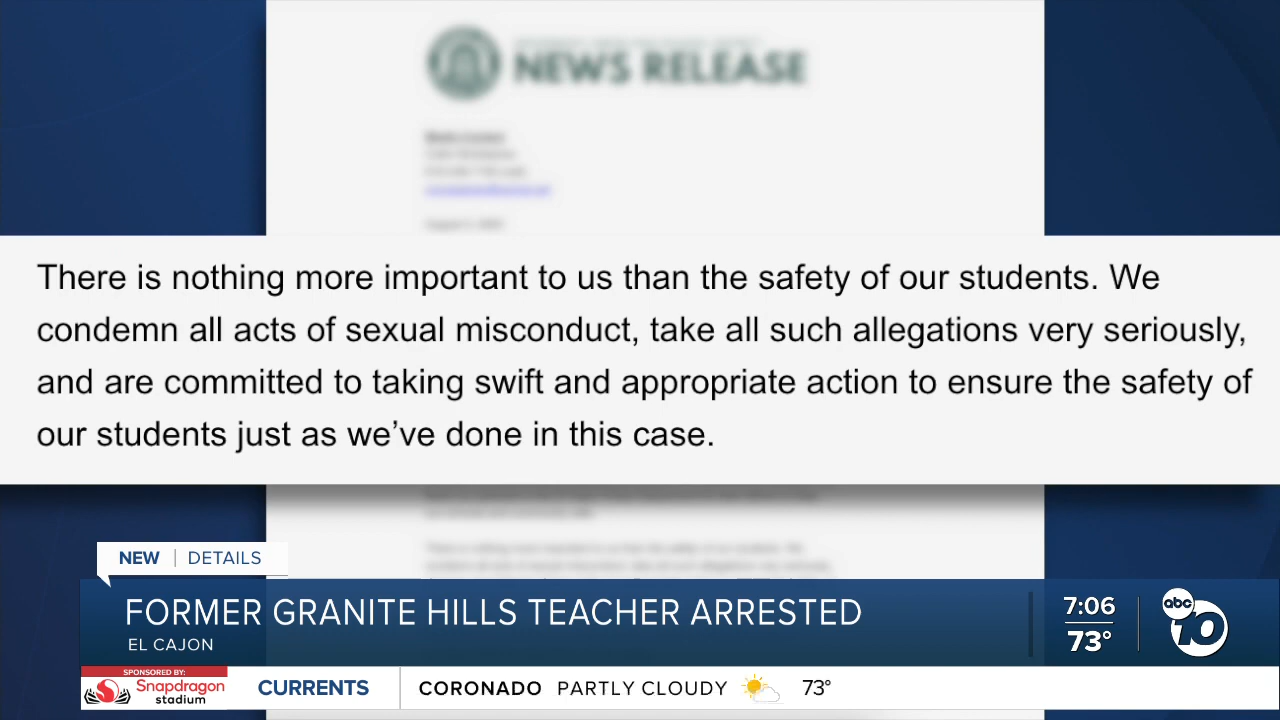 NEWS RELEASE
There is nothing more important to us than the safety of our students. We
condemn all acts of sexual misconduct, take all such allegations very seriously,
and are committed to taking swift and appropriate action to ensure the safety of
our students just as we've done in this case.
NEW | DETAILS
FORMER GRANITE HILLS TEACHER ARRESTED
EL CAJON
7:06
73°
abc 10
SPONSORED BY:
Snapdragon
stadium
CURRENTS
CORONADO PARTLY CLOUDY 73°